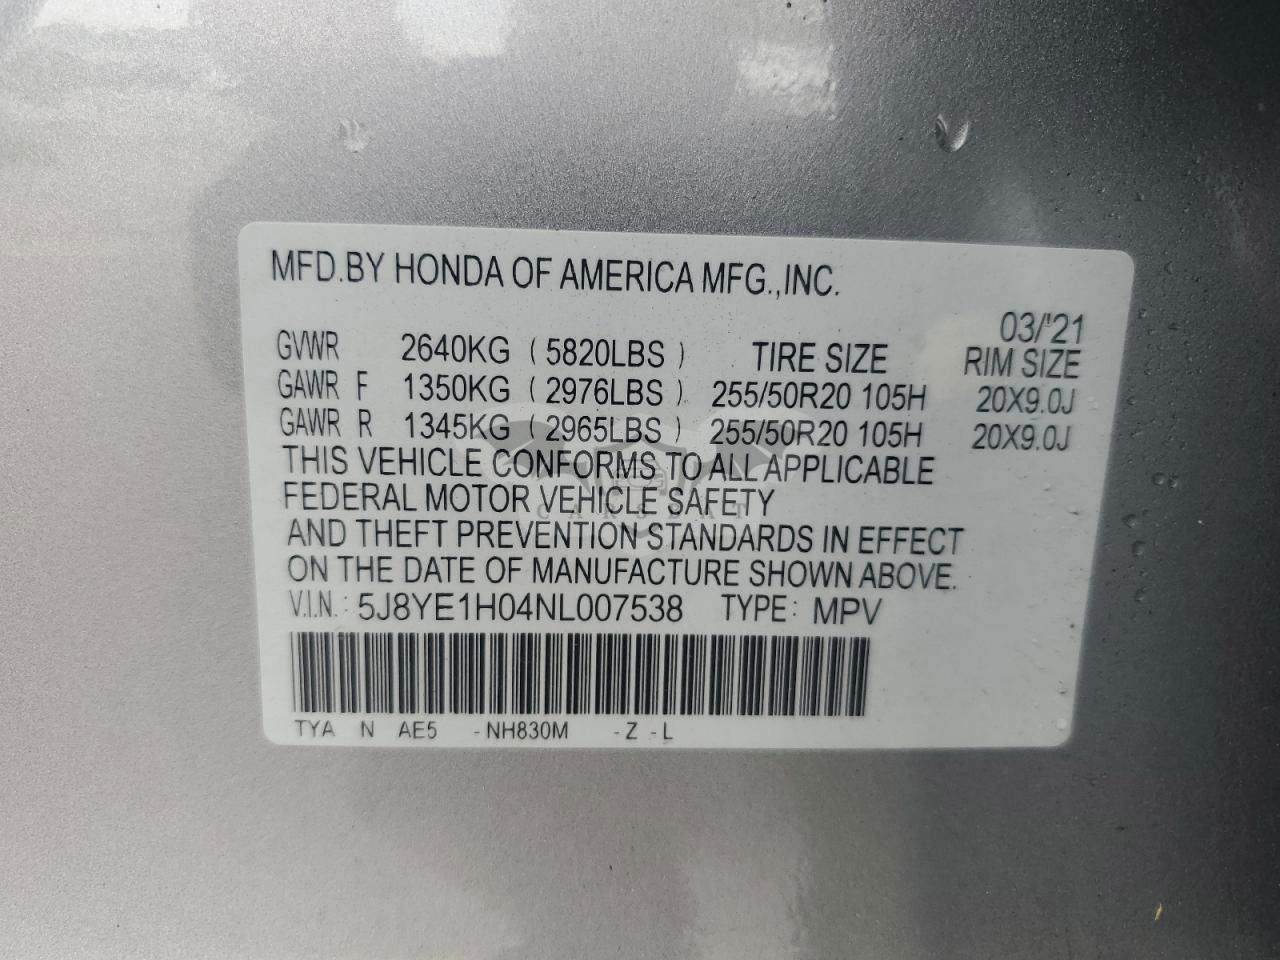 MFD.BY HONDA OF AMERICA MFG.,INC.
03/'21
GVWR 2640KG ( 5820LBS ) TIRE SIZE RIM SIZE
GAWR F 1350KG ( 2976LBS ) 255/50R20 105H 20X9.0J
GAWR R 1345KG ( 2965LBS ) 255/50R20 105H 20X9.0J
THIS VEHICLE CONFORMS TO ALL APPLICABLE
FEDERAL MOTOR VEHICLE SAFETY
CARSBAT
AND THEFT PREVENTION STANDARDS IN EFFECT
ON THE DATE OF MANUFACTURE SHOWN ABOVE.
V.I.N.: 5J8YE1H04NL007538 TYPE: MPV
TYA N AE5 -NH830M -Z -L